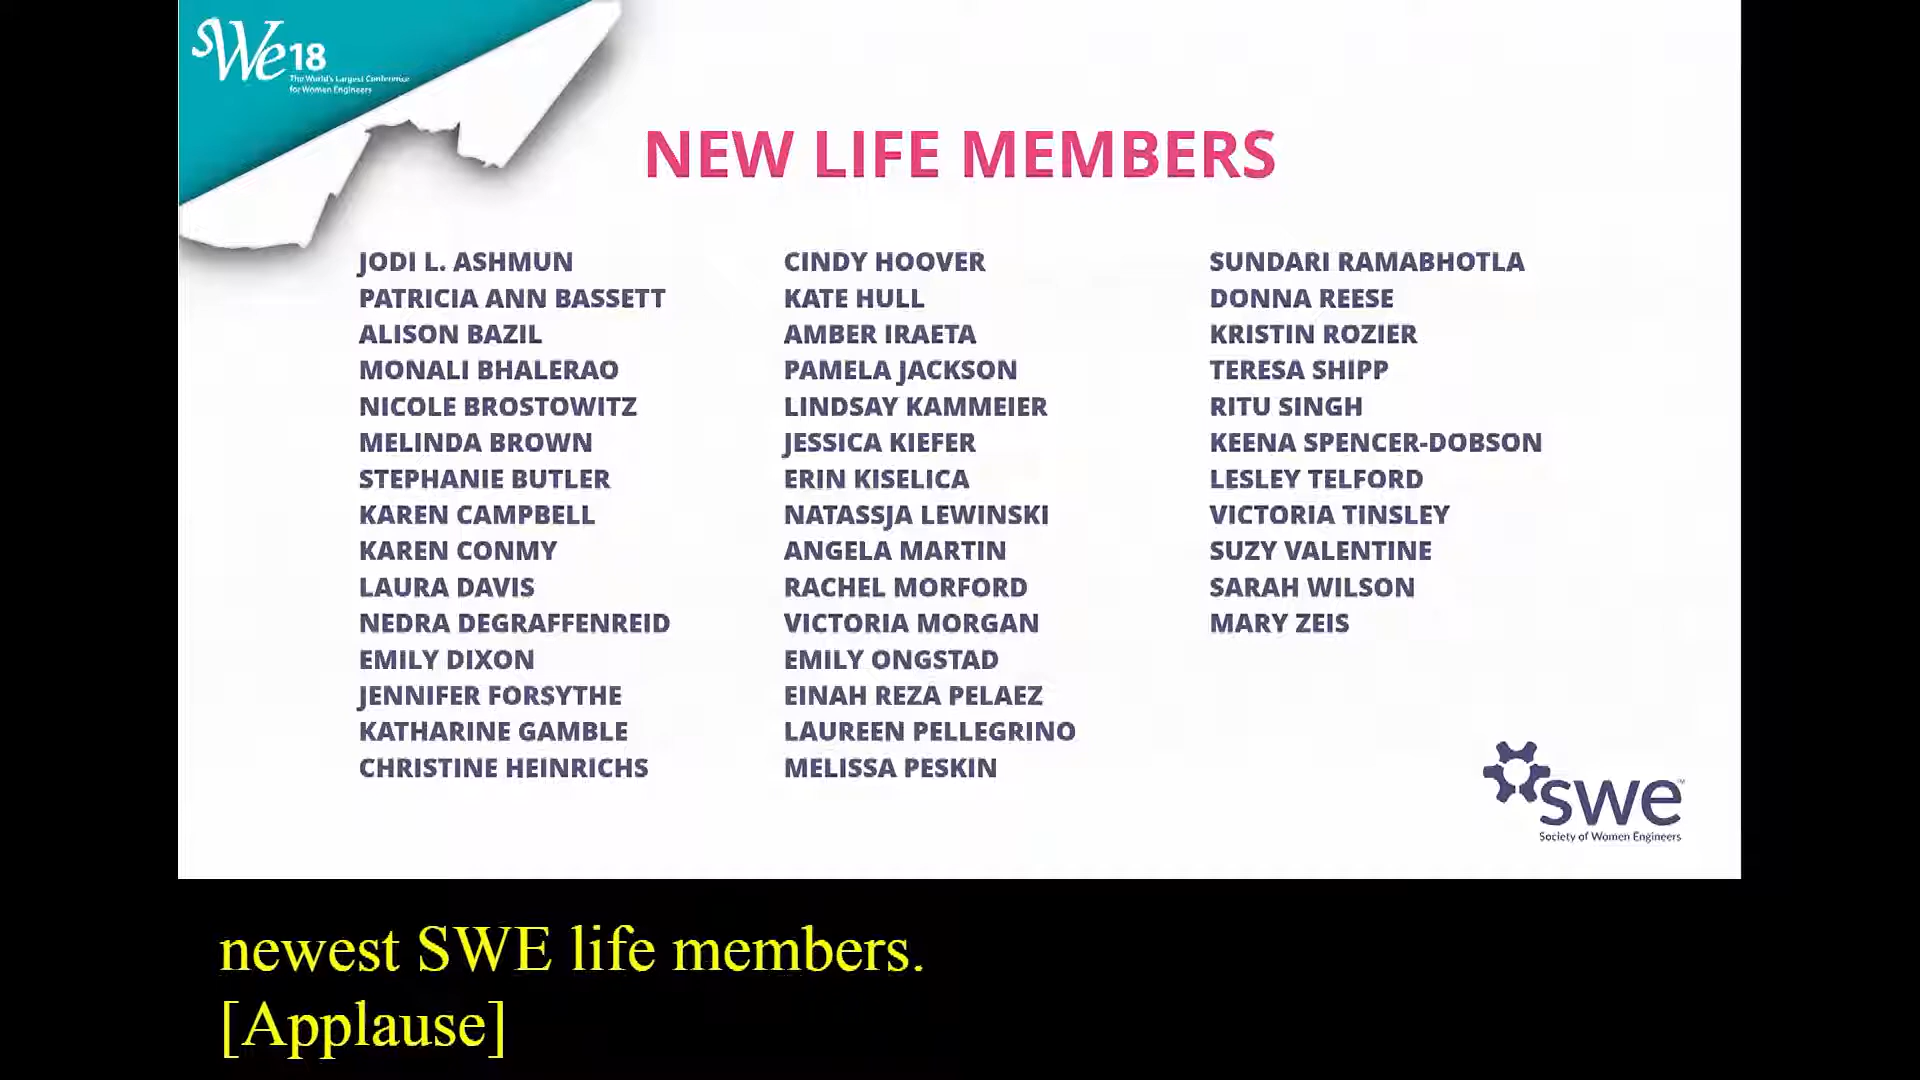 SWe18
The World's Largest Conference
for Women Engineers
NEW LIFE MEMBERS
JODI L. ASHMUN
PATRICIA ANN BASSETT
ALISON BAZIL
MONALI BHALERAO
NICOLE BROSTOWITZ
MELINDA BROWN
STEPHANIE BUTLER
KAREN CAMPBELL
KAREN CONMY
LAURA DAVIS
NEDRA DEGRAFFENREID
EMILY DIXON
JENNIFER FORSYTHE
KATHARINE GAMBLE
CHRISTINE HEINRICHS
CINDY HOOVER
KATE HULL
AMBER IRAETA
PAMELA JACKSON
LINDSAY KAMMEIER
JESSICA KIEFER
ERIN KISELICA
NATASSJA LEWINSKI
ANGELA MARTIN
RACHEL MORFORD
VICTORIA MORGAN
EMILY ONGSTAD
EINAH REZA PELAEZ
LAUREEN PELLEGRINO
MELISSA PESKIN
SUNDARI RAMABHOTLA
DONNA REESE
KRISTIN ROZIER
TERESA SHIPP
RITU SINGH
KEENA SPENCER-DOBSON
LESLEY TELFORD
VICTORIA TINSLEY
SUZY VALENTINE
SARAH WILSON
MARY ZEIS
swe™
Society of Women Engineers
newest SWE life members.
[Applause]